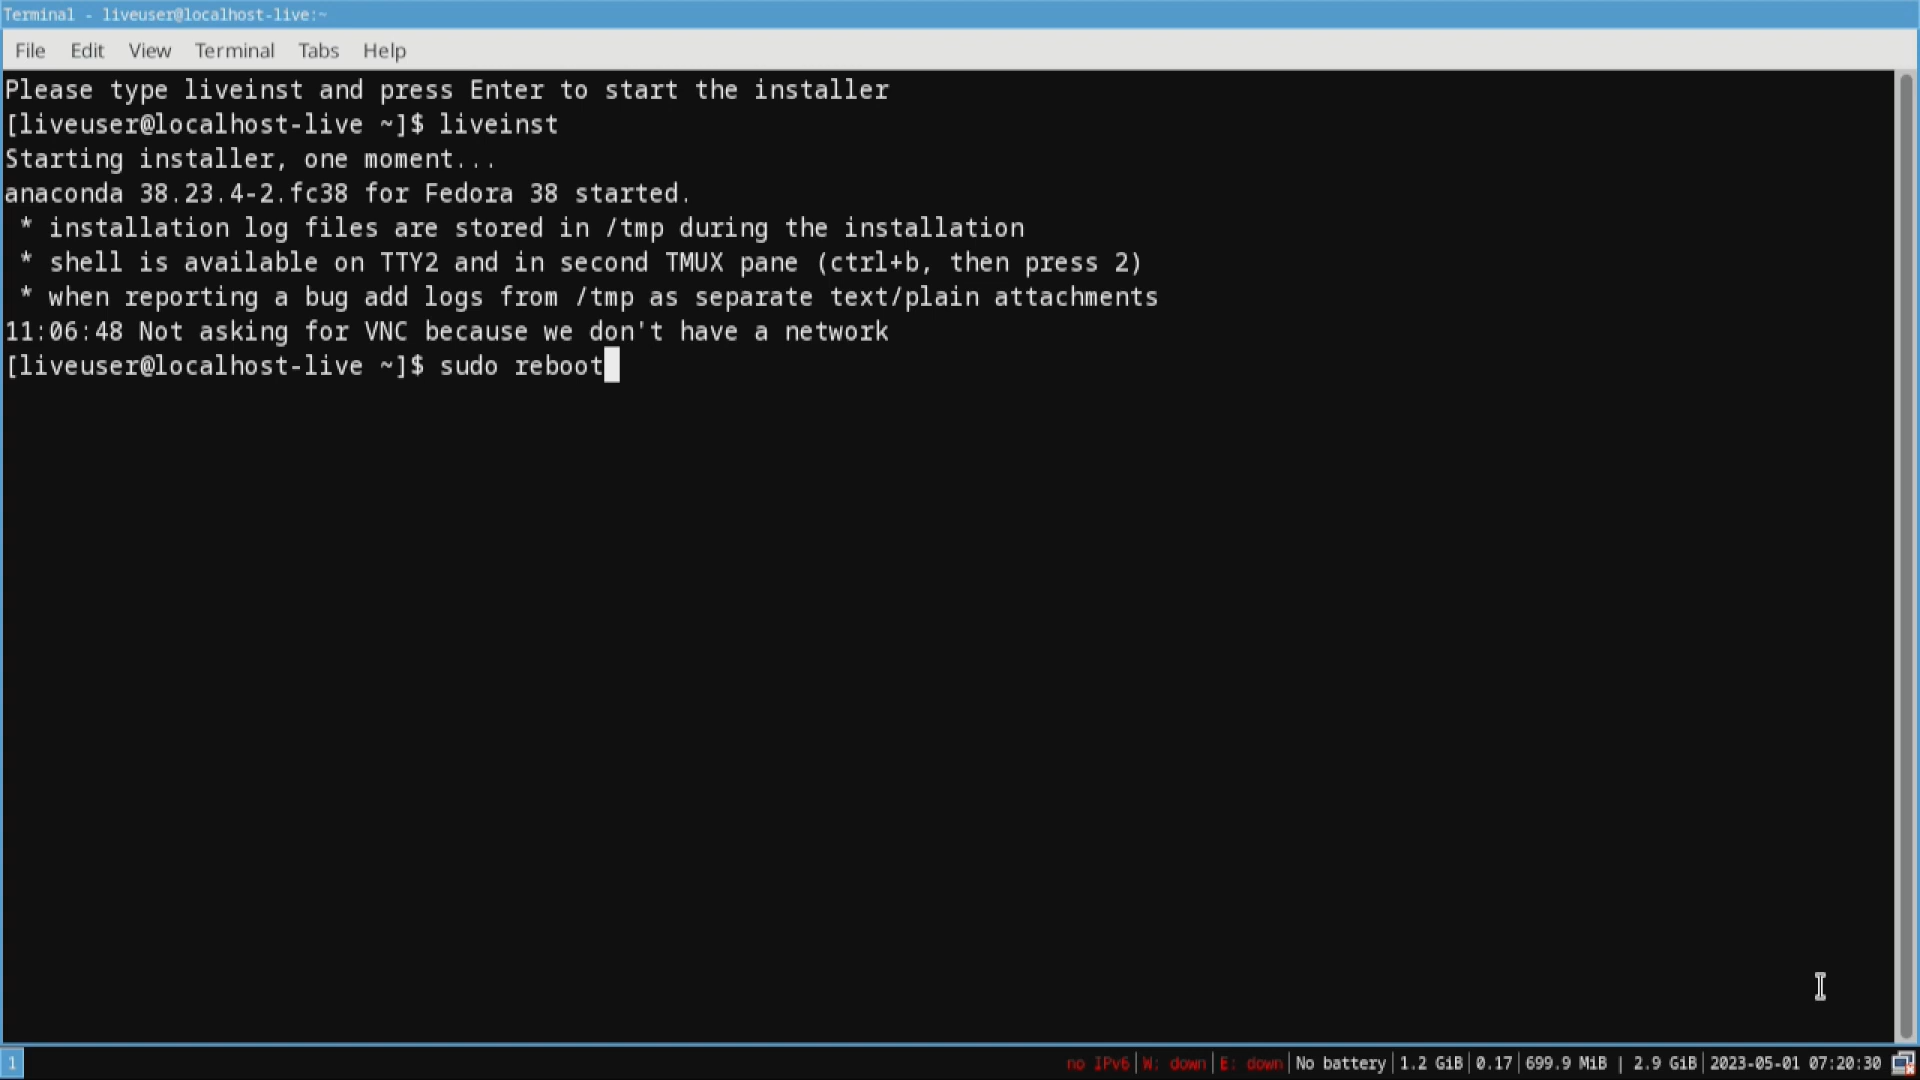 Terminal - liveuser@localhost-live:~
File Edit View Terminal Tabs Help
Please type liveinst and press Enter to start the installer
[liveuser@localhost-live ~]$ liveinst
Starting installer, one moment...
anaconda 38.23.4-2.fc38 for Fedora 38 started.
 * installation log files are stored in /tmp during the installation
 * shell is available on TTY2 and in second TMUX pane (ctrl+b, then press 2)
 * when reporting a bug add logs from /tmp as separate text/plain attachments
11:06:48 Not asking for VNC because we don't have a network
[liveuser@localhost-live ~]$ sudo reboot
1 no IPv6|W: down|E: down|No battery|1.2 GiB|0.17|699.9 MiB | 2.9 GiB|2023-05-01 07:20:30